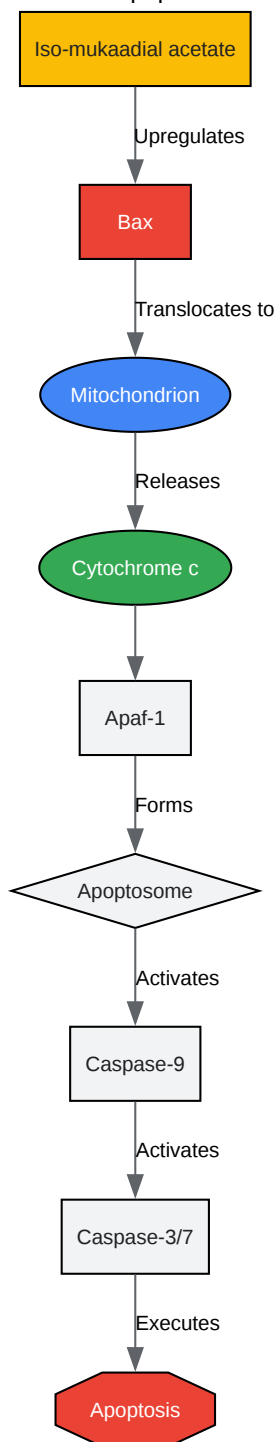 Iso-mukaadial acetate
Upregulates
Bax
Translocates to
Mitochondrion
Releases
Cytochrome c
Apaf-1
Forms
Apoptosome
Activates
Caspase-9
Activates
Caspase-3/7
Executes
Apoptosis